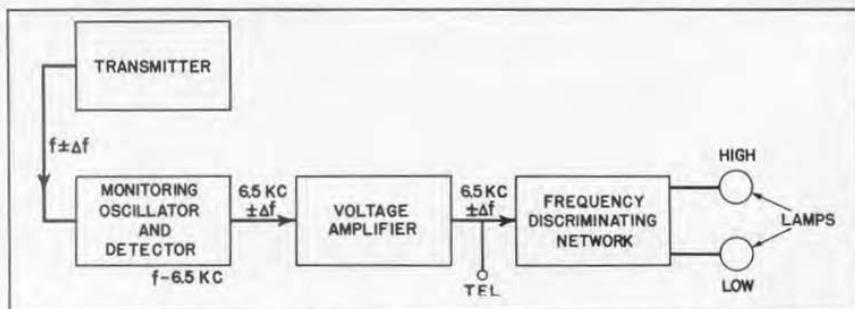 TRANSMITTER
f±Δf
MONITORING
OSCILLATOR
AND
DETECTOR
f-6.5 KC
6.5 KC
±Δf
VOLTAGE
AMPLIFIER
6.5 KC
±Δf
TEL
FREQUENCY
DISCRIMINATING
NETWORK
HIGH
LAMPS
LOW